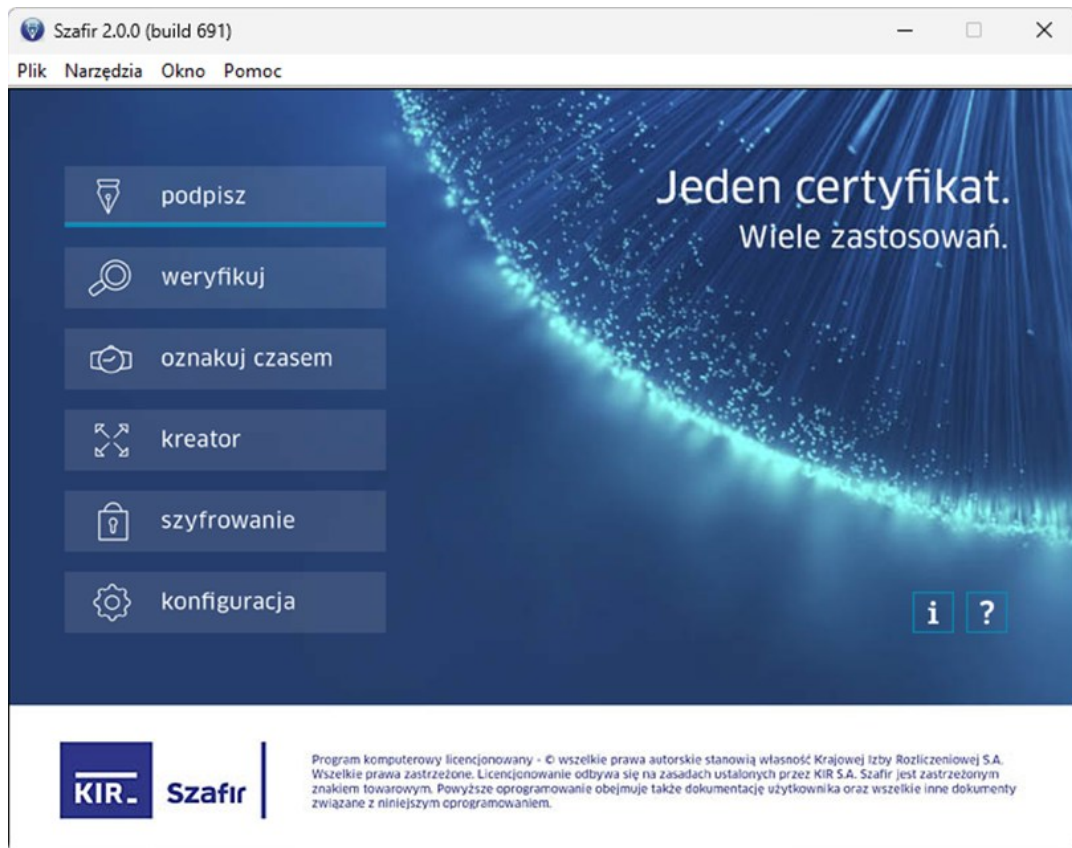 Szafir 2.0.0 (build 691)
Plik Narzędzia Okno Pomoc
podpisz
weryfikuj
oznakuj czasem
kreator
szyfrowanie
konfiguracja
Jeden certyfikat.
Wiele zastosowań.
i ?
KIR
Szafir
Program komputerowy licencjonowany - © wszelkie prawa autorskie stanowią własność Krajowej Izby Rozliczeniowej S.A.
Wszelkie prawa zastrzeżone. Licencjonowanie odbywa się na zasadach ustalonych przez KIR S.A. Szafir jest zastrzeżonym
znakiem towarowym. Powyższe oprogramowanie obejmuje także dokumentację użytkownika oraz wszelkie inne dokumenty
związane z niniejszym oprogramowaniem.